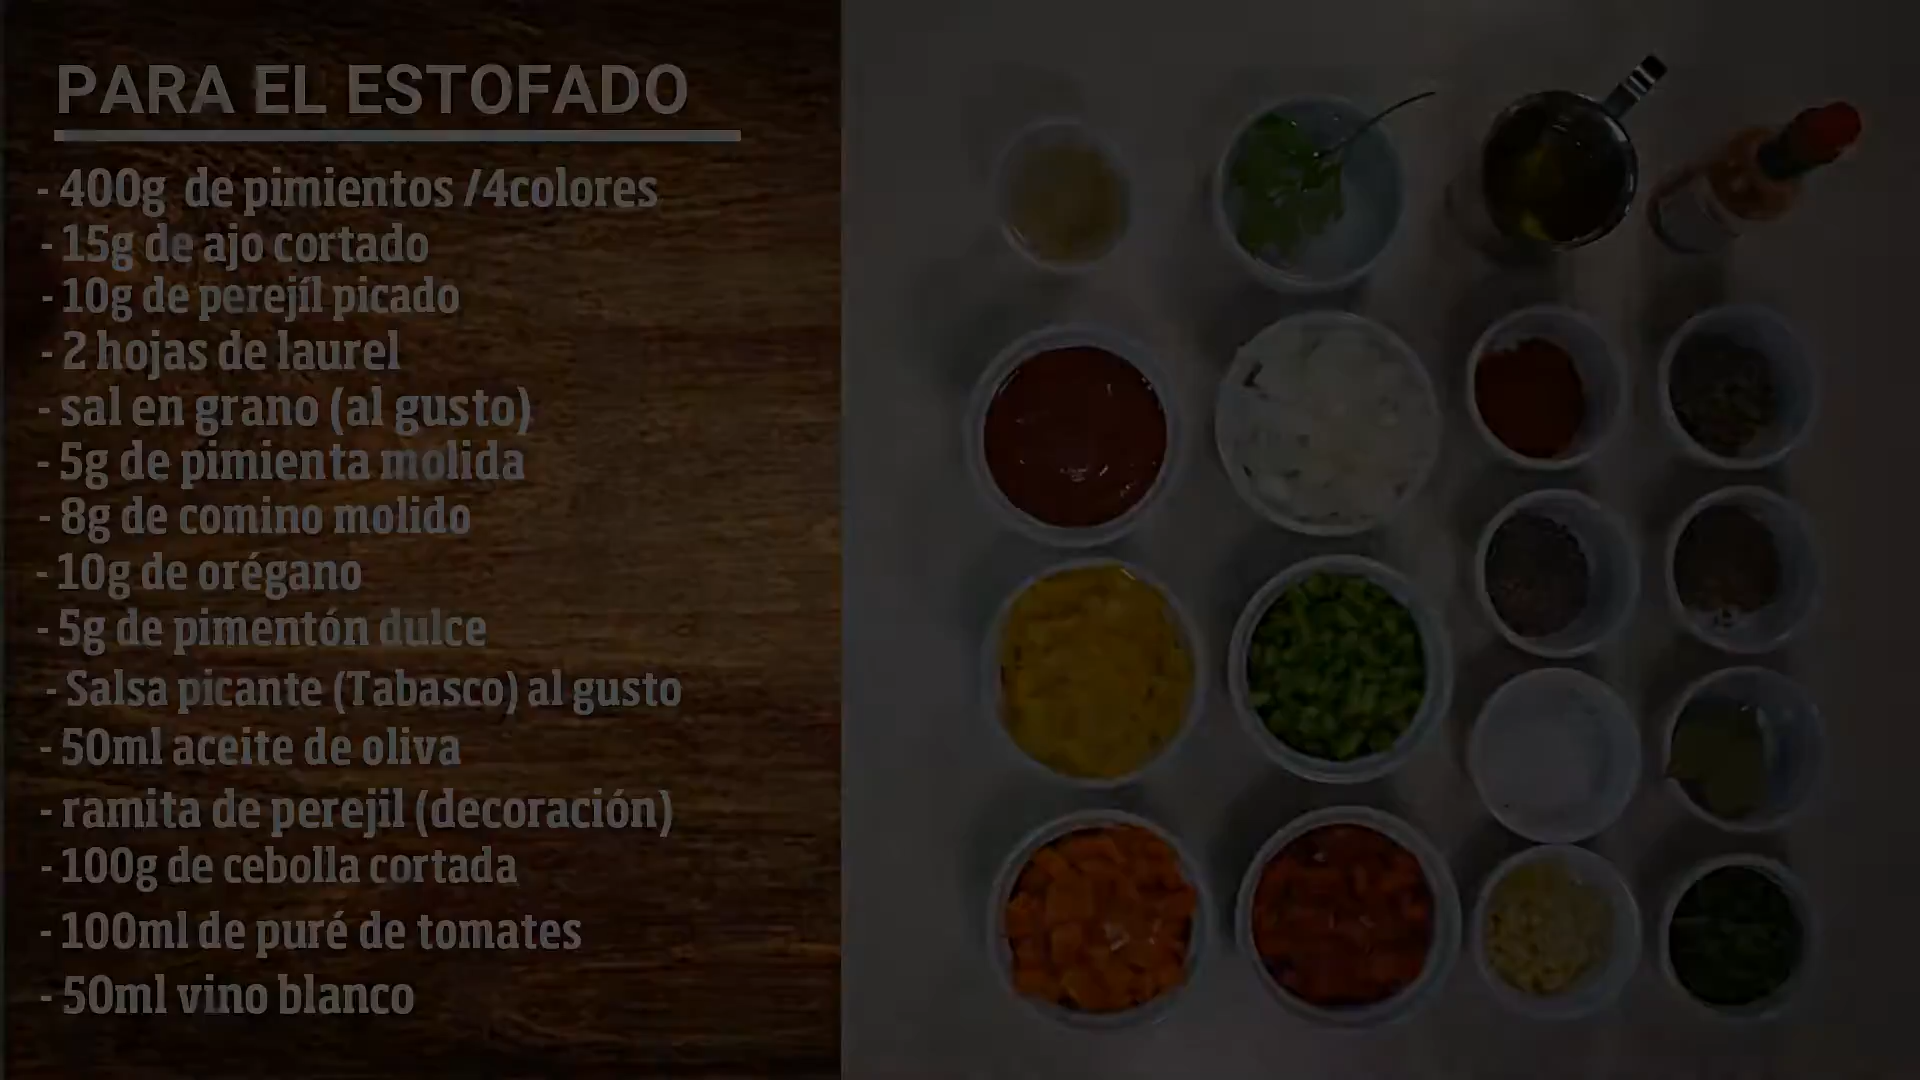 PARA EL ESTOFADO
- 400g de pimientos /4colores
- 15g de ajo cortado
- 10g de perejíl picado
- 2 hojas de laurel
- sal en grano (al gusto)
- 5g de pimienta molida
- 8g de comino molido
- 10g de orégano
- 5g de pimentón dulce
- Salsa picante (Tabasco) al gusto
- 50ml aceite de oliva
- ramita de perejil (decoración)
- 100g de cebolla cortada
- 100ml de puré de tomates
- 50ml vino blanco